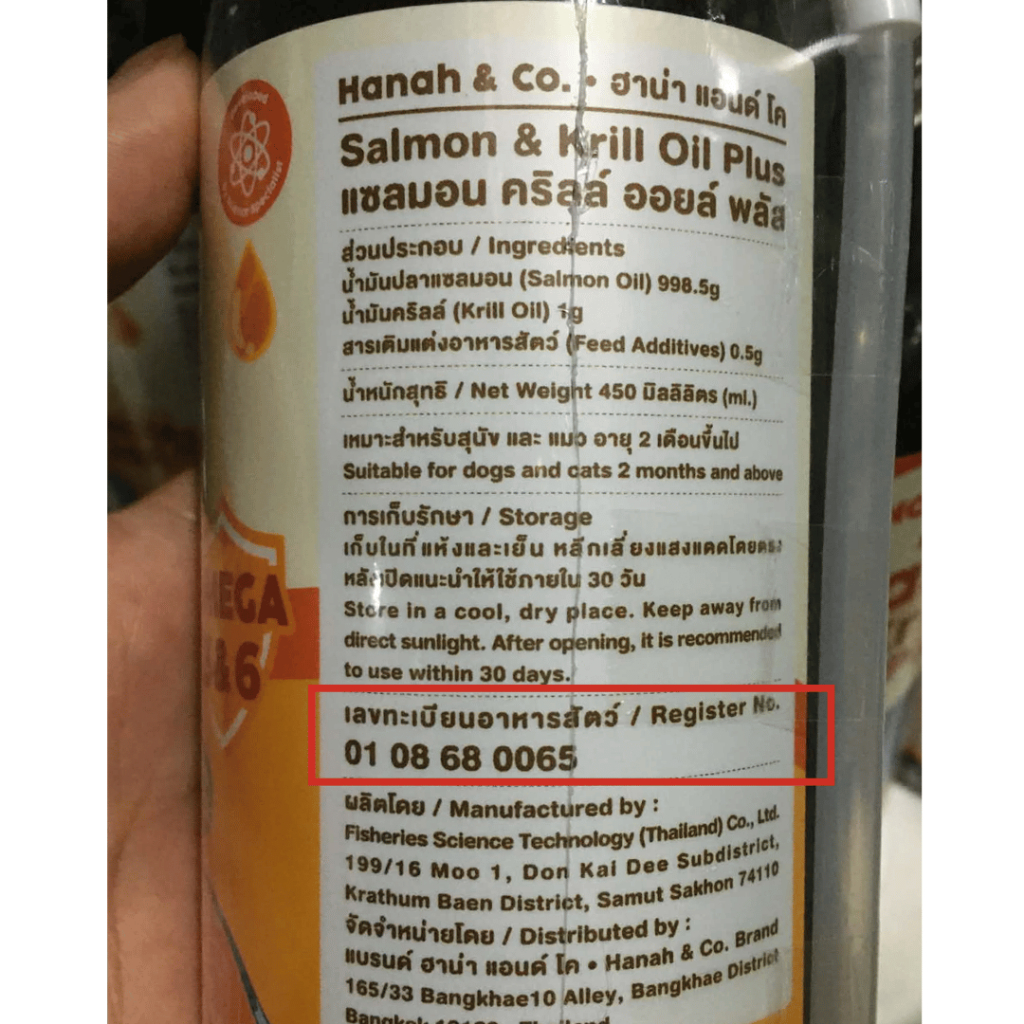 Hanah & Co. • ฮาน่า แอนด์ โค
Salmon & Krill Oil Plus
แซลมอน คริลล์ ออยล์ พลัส
ส่วนประกอบ / Ingredients
น้ำมันปลาแซลมอน (Salmon Oil) 998.5g
น้ำมันคริลล์ (Krill Oil) 1g
สารเติมแต่งอาหารสัตว์ (Feed Additives) 0.5g
น้ำหนักสุทธิ / Net Weight 450 มิลลิลิตร (ml.)
เหมาะสำหรับสุนัข และ แมว อายุ 2 เดือนขึ้นไป
Suitable for dogs and cats 2 months and above
การเก็บรักษา / Storage
เก็บในที่แห้งและเย็น หลีกเลี่ยงแสงแดดโดยตรง
หลังเปิดแนะนำให้ใช้ภายใน 30 วัน
Store in a cool, dry place. Keep away from
direct sunlight. After opening, it is recommended
to use within 30 days.
&6
เลขทะเบียนอาหารสัตว์ / Register No.
01 08 68 0065
ผลิตโดย / Manufactured by :
Fisheries Science Technology (Thailand) Co., Ltd.
199/16 Moo 1, Don Kai Dee Subdistrict,
Krathum Baen District, Samut Sakhon 74110
จัดจำหน่ายโดย / Distributed by :
แบรนด์ ฮาน่า แอนด์ โค • Hanah & Co. Brand
165/33 Bangkhae10 Alley, Bangkhae District